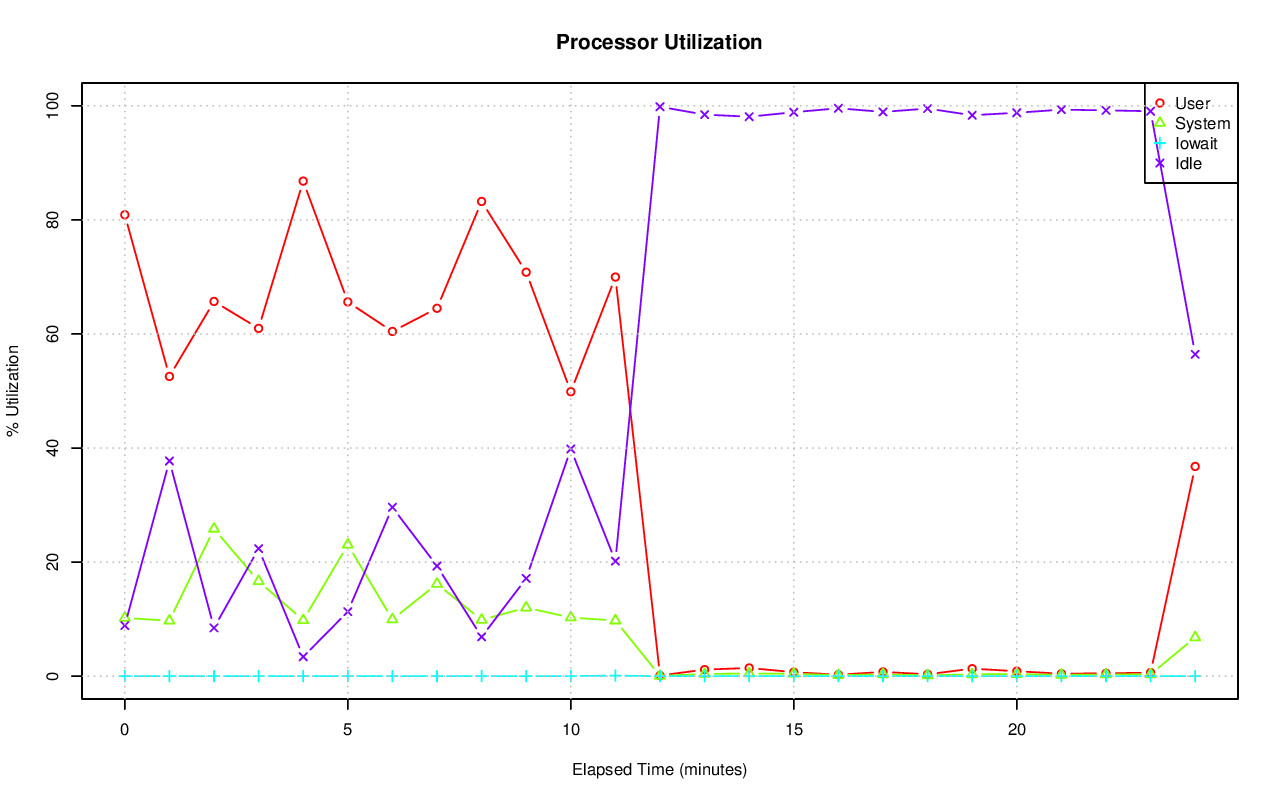 Processor Utilization
User
System
Iowait
Idle
% Utilization
100
80
60
40
20
0
0 5 10 15 20
Elapsed Time (minutes)